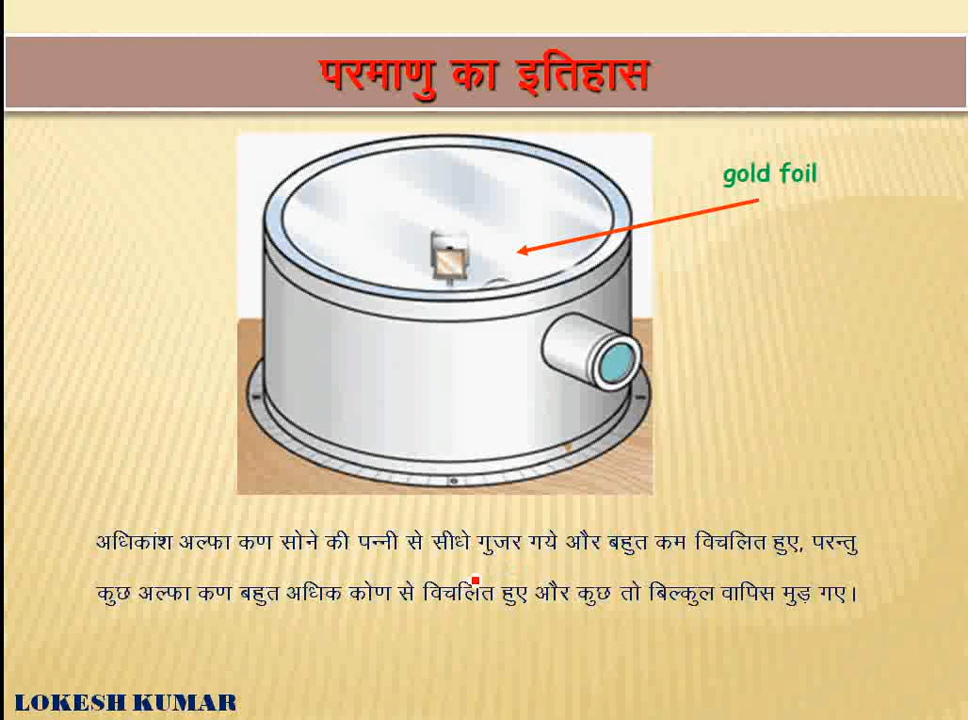 परमाणु का इतिहास
gold foil
अधिकांश अल्फा कण सोने की पन्नी से सीधे गुजर गये और बहुत कम विचलित हुए, परन्तु
कुछ अल्फा कण बहुत अधिक कोण से विचलित हुए और कुछ तो बिल्कुल वापिस मुड़ गए।
LOKESH KUMAR